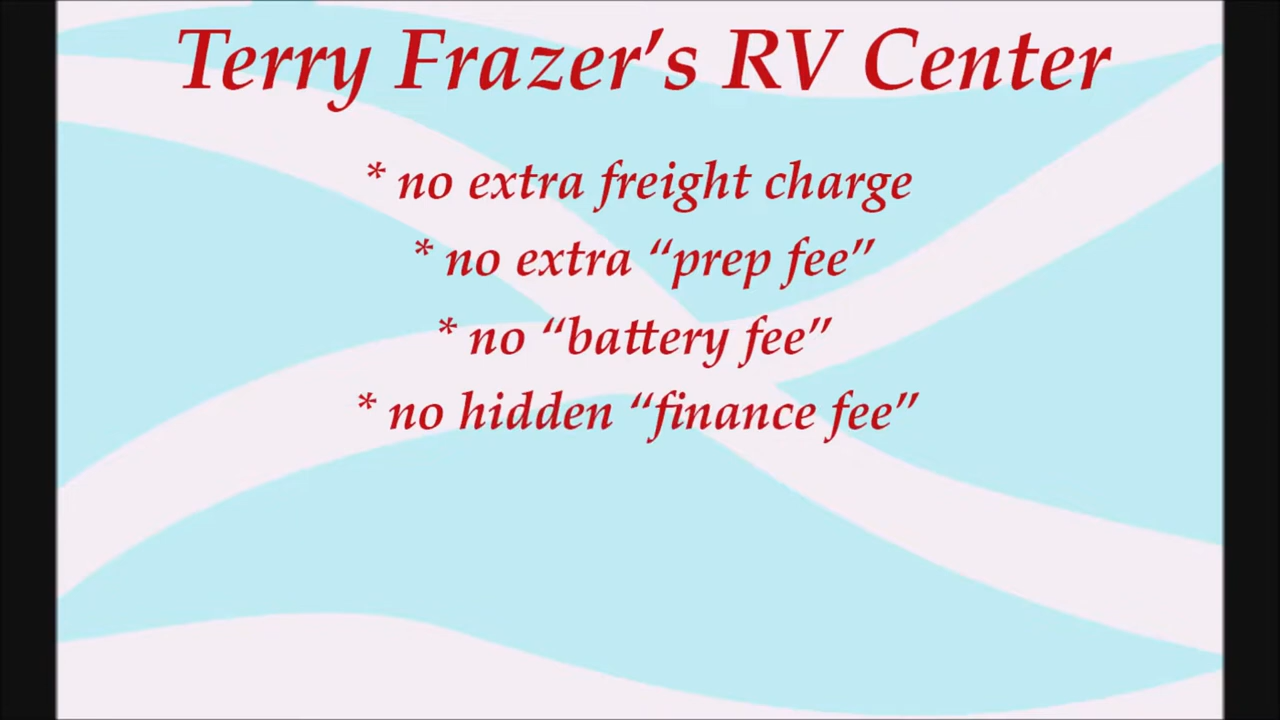 Terry Frazer’s RV Center
* no extra freight charge
* no extra “prep fee”
* no “battery fee”
* no hidden “finance fee”